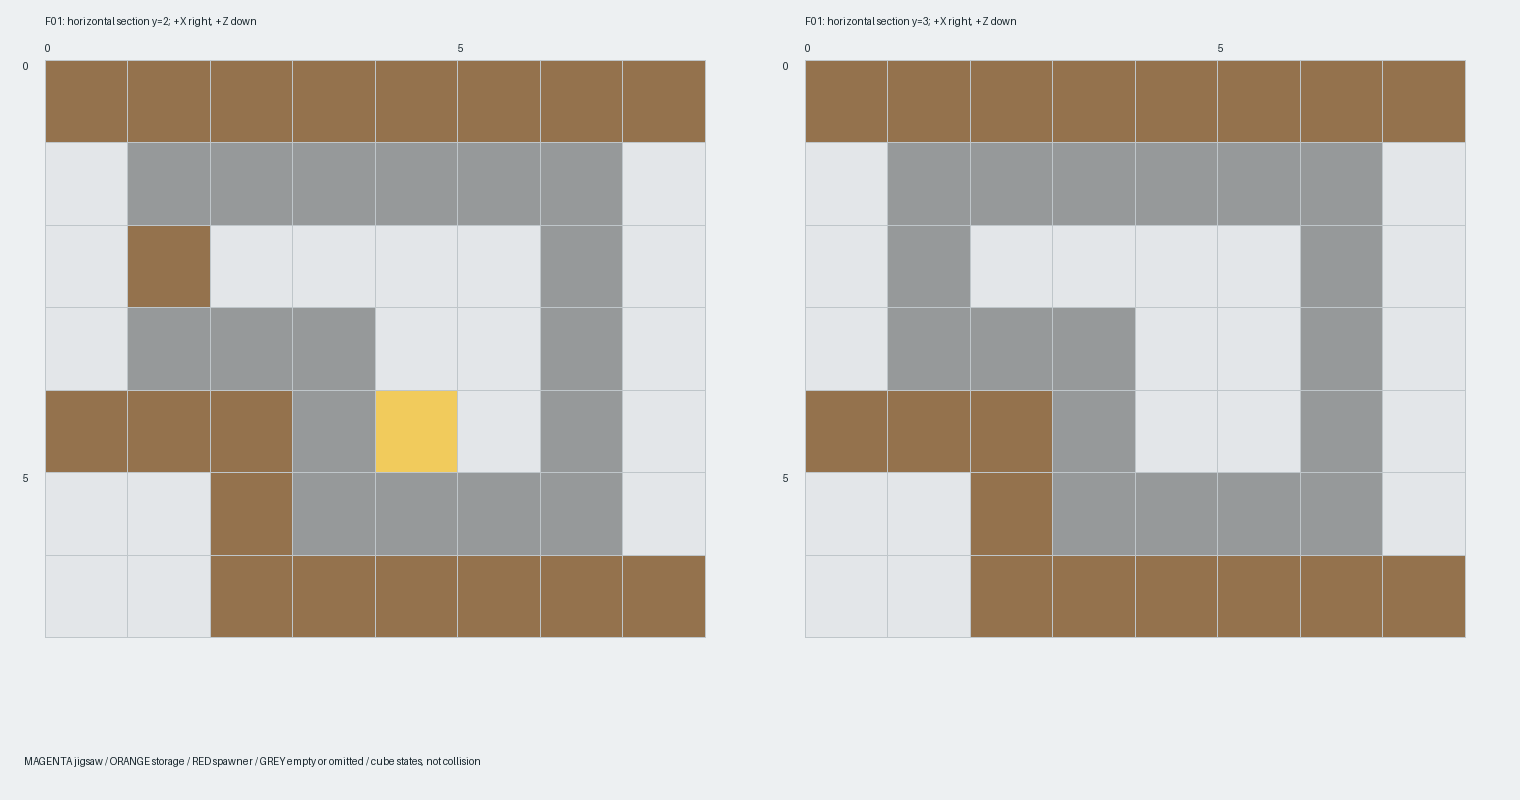 F01: horizontal section y=2; +X right, +Z down
0 5
0
5
F01: horizontal section y=3; +X right, +Z down
0 5
0
5
MAGENTA jigsaw / ORANGE storage / RED spawner / GREY empty or omitted / cube states, not collision